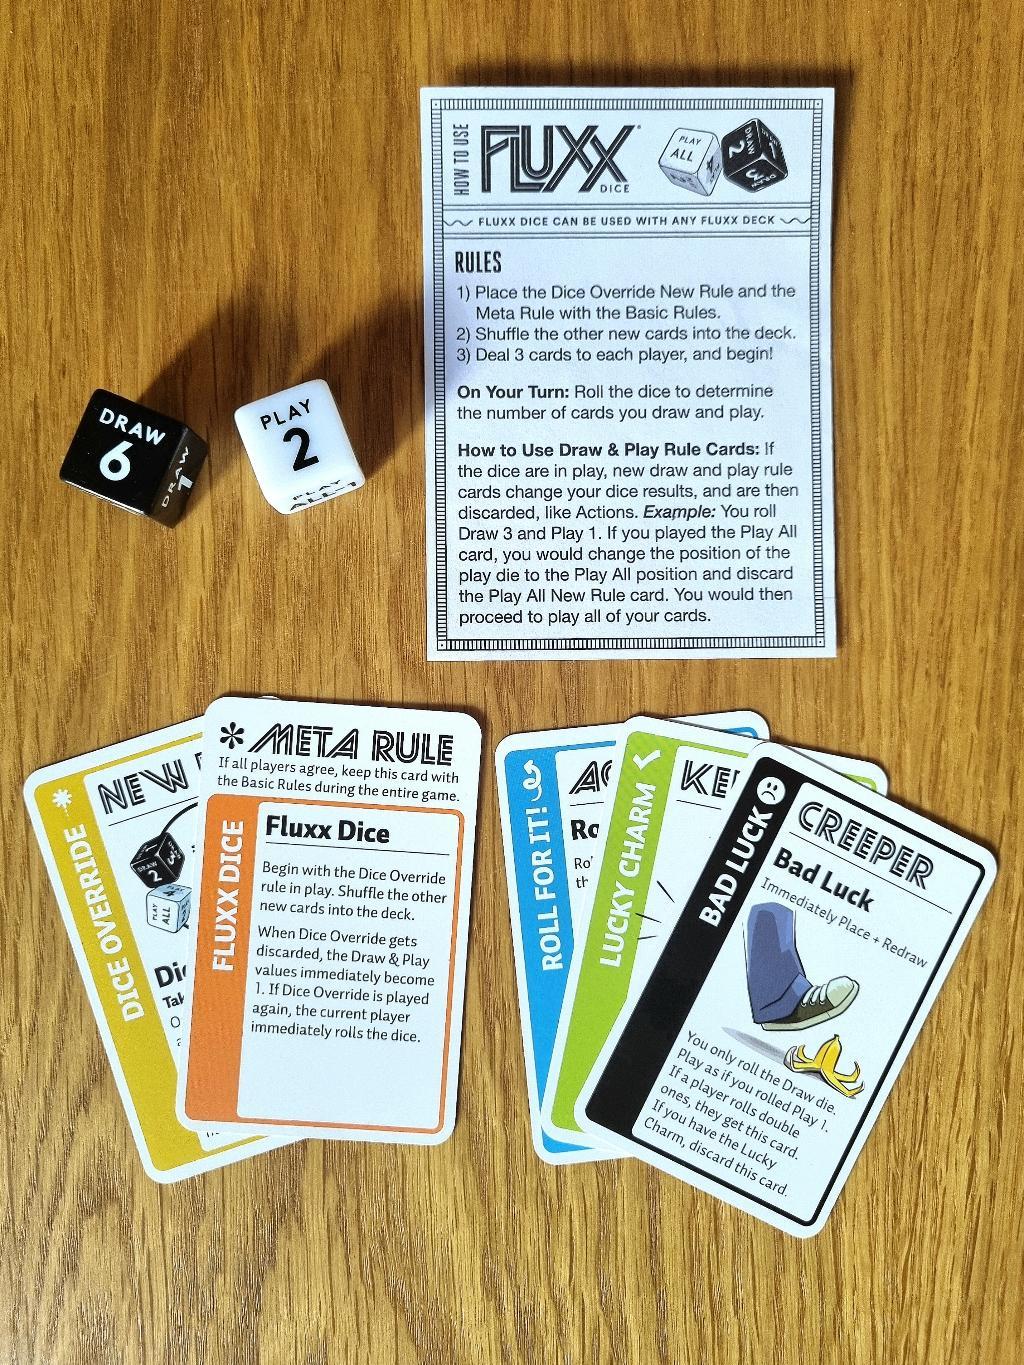 HOW TO USE
FLUXX
DICE
PLAY
ALL
DRAW
2
3
FLUXX DICE CAN BE USED WITH ANY FLUXX DECK
RULES
1) Place the Dice Override New Rule and the
Meta Rule with the Basic Rules.
2) Shuffle the other new cards into the deck.
3) Deal 3 cards to each player, and begin!
On Your Turn: Roll the dice to determine
the number of cards you draw and play.
How to Use Draw & Play Rule Cards: If
the dice are in play, new draw and play rule
cards change your dice results, and are then
discarded, like Actions. Example: You roll
Draw 3 and Play 1. If you played the Play All
card, you would change the position of the
play die to the Play All position and discard
the Play All New Rule card. You would then
proceed to play all of your cards.
DRAW
6
DRAW
1
PLAY
2
PLAY
ALL-1
DICE OVERRIDE
NEW
DRAW
2
3
PLAY
ALL
4
Tak
* META RULE
If all players agree, keep this card with
the Basic Rules during the entire game.
FLUXX DICE
Fluxx Dice
Begin with the Dice Override
rule in play. Shuffle the other
new cards into the deck.
When Dice Override gets
discarded, the Draw & Play
values immediately become
1. If Dice Override is played
again, the current player
immediately rolls the dice.
ROLL FOR IT!
Ro
th
LUCKY CHARM
BAD LUCK
CREEPER
Bad Luck
Immediately Place + Redraw
You only roll the Draw die.
Play as if you rolled Play 1.
If a player rolls double
ones, they get this card.
If you have the Lucky
Charm, discard this card.